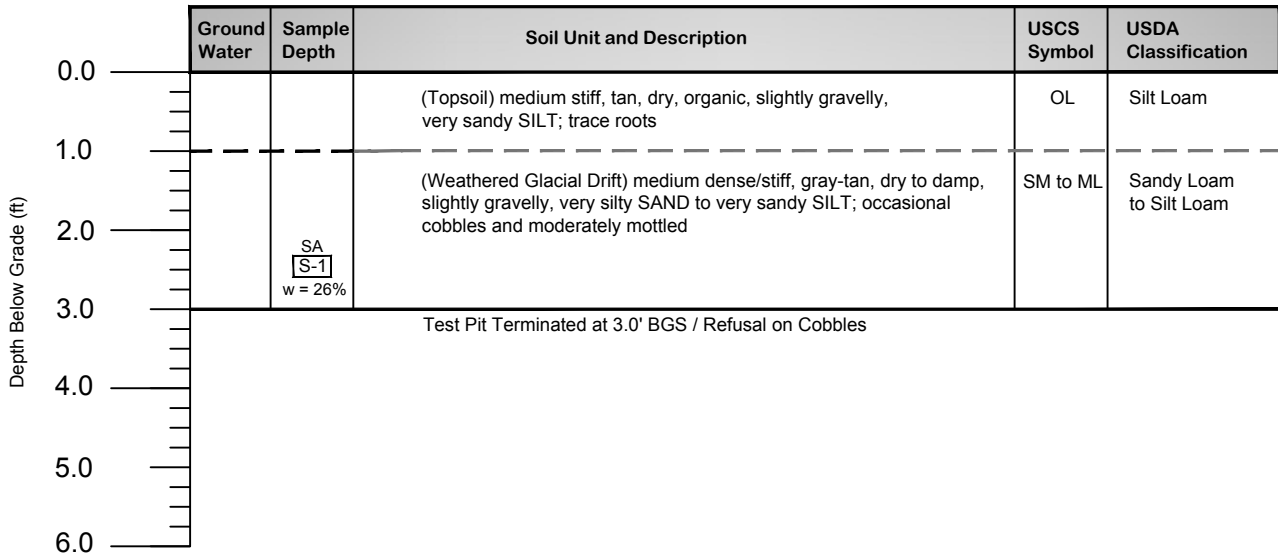 Ground Water
Sample Depth
Soil Unit and Description
USCS Symbol
USDA Classification
0.0
(Topsoil) medium stiff, tan, dry, organic, slightly gravelly,
very sandy SILT; trace roots
OL
Silt Loam
1.0
(Weathered Glacial Drift) medium dense/stiff, gray-tan, dry to damp,
slightly gravelly, very silty SAND to very sandy SILT; occasional
cobbles and moderately mottled
SM to ML
Sandy Loam
to Silt Loam
2.0
SA
S-1
w = 26%
3.0
Test Pit Terminated at 3.0' BGS / Refusal on Cobbles
4.0
5.0
6.0
Depth Below Grade (ft)